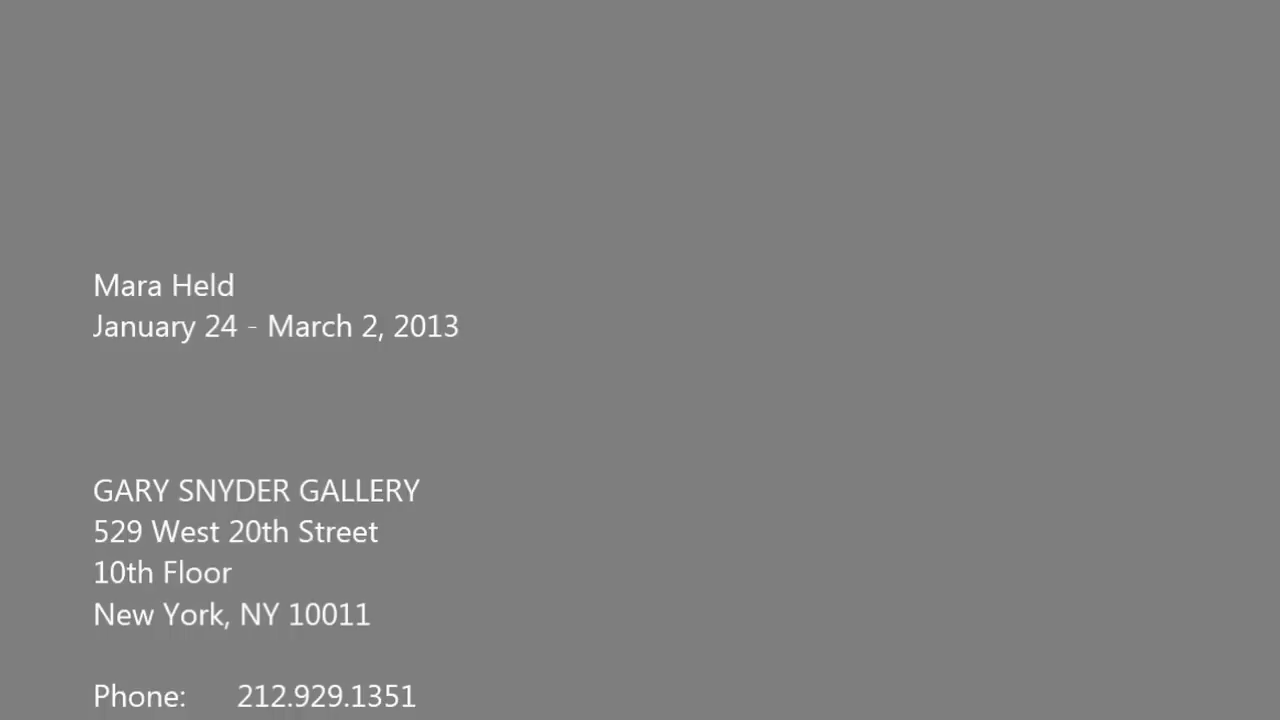 Mara Held
January 24 - March 2, 2013
GARY SNYDER GALLERY
529 West 20th Street
10th Floor
New York, NY 10011
Phone: 212.929.1351